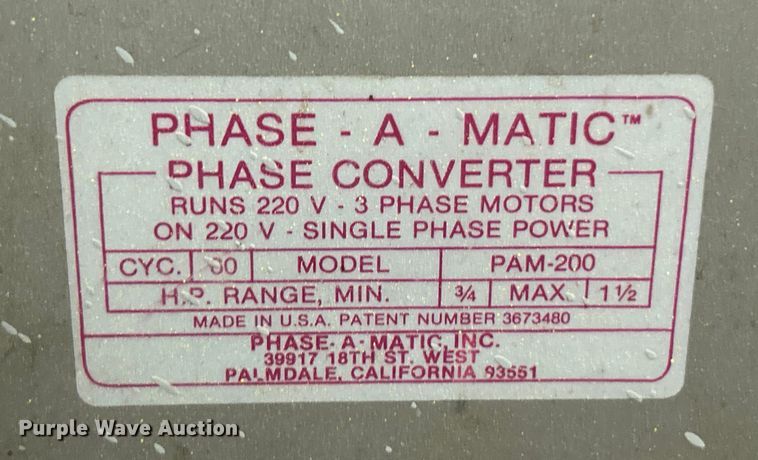 PHASE - A - MATIC™
PHASE CONVERTER
RUNS 220 V - 3 PHASE MOTORS
ON 220 V - SINGLE PHASE POWER
CYC. 60 MODEL PAM-200
H.P. RANGE, MIN. ¾ MAX. 1½
MADE IN U.S.A. PATENT NUMBER 3673480
PHASE-A-MATIC, INC.
39917 18TH ST. WEST
PALMDALE, CALIFORNIA 93551
Purple Wave Auction